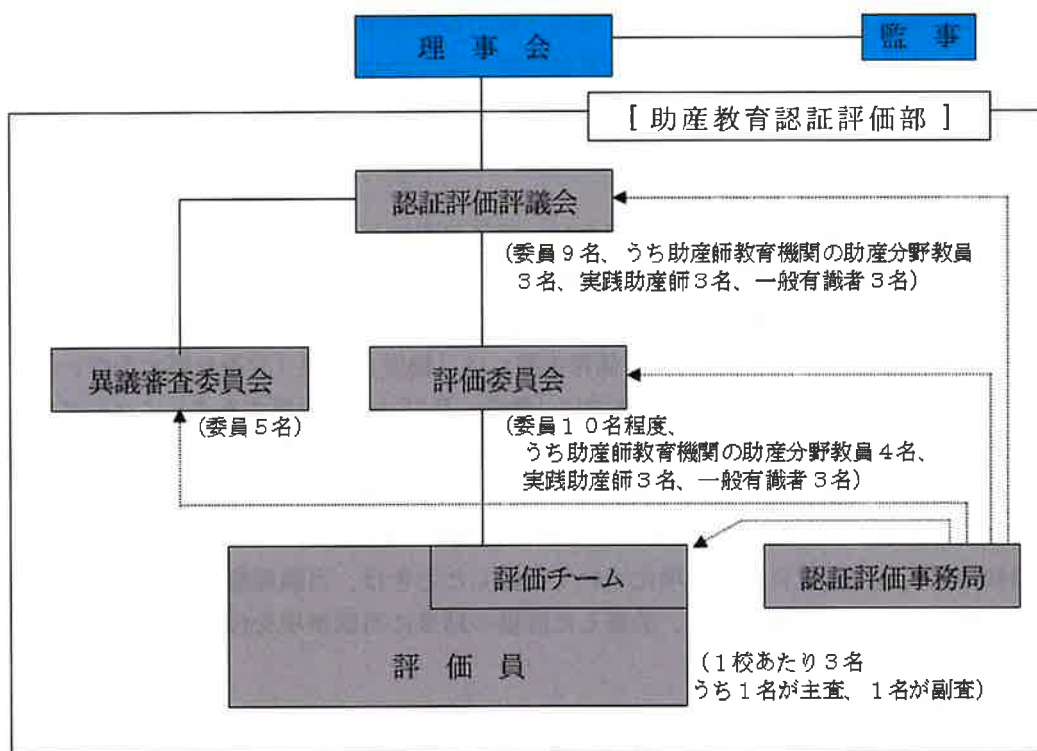 理事会
監事
[ 助産教育認証評価部 ]
認証評価評議会
(委員9名、うち助産師教育機関の助産分野教員
3名、実践助産師3名、一般有識者3名)
異議審査委員会
(委員5名)
評価委員会
(委員10名程度、
うち助産師教育機関の助産分野教員4名、
実践助産師3名、一般有識者3名)
評価チーム
評価員
認証評価事務局
(1校あたり3名
うち1名が主査、1名が副査)